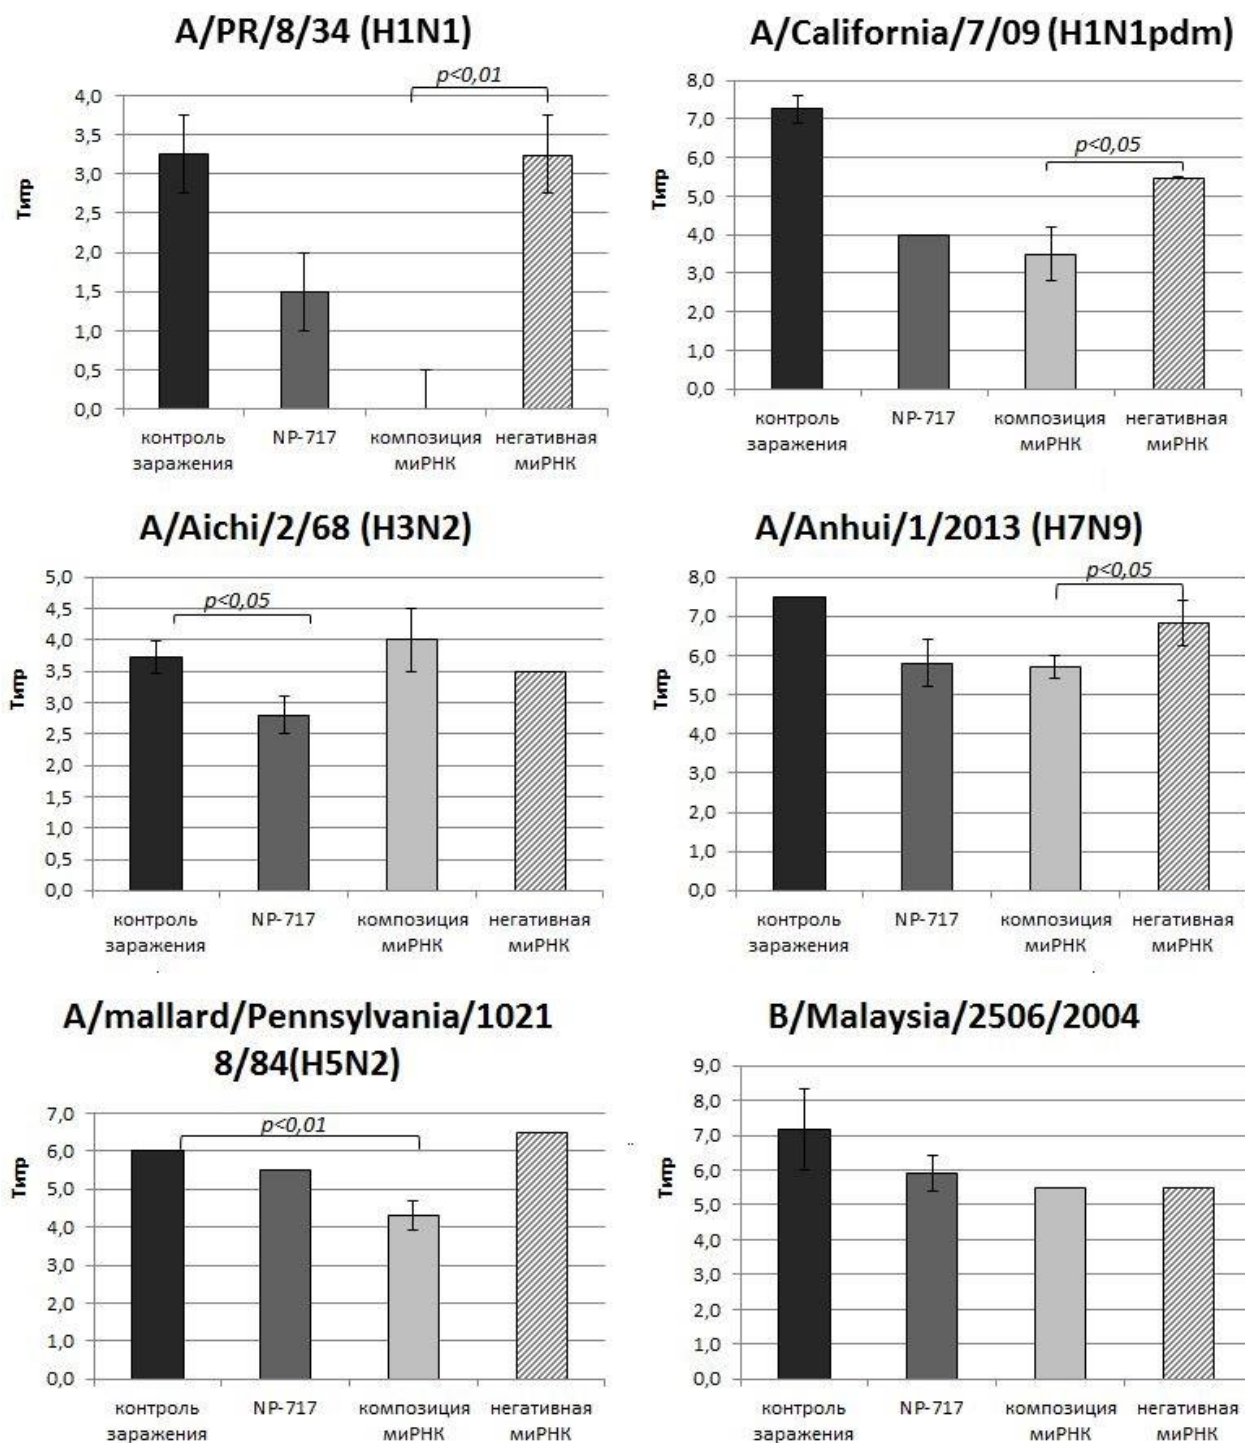 A/PR/8/34 (H1N1)
p<0,01
4,0
3,5
3,0
2,5
2,0
1,5
1,0
0,5
0,0
Титр
контроль
заражения
NP-717
композиция
миРНК
негативная
миРНК
A/California/7/09 (H1N1pdm)
p<0,05
8,0
7,0
6,0
5,0
4,0
3,0
2,0
1,0
0,0
Титр
контроль
заражения
NP-717
композиция
миРНК
негативная
миРНК
A/Aichi/2/68 (H3N2)
p<0,05
5,0
4,5
4,0
3,5
3,0
2,5
2,0
1,5
1,0
0,5
0,0
Титр
контроль
заражения
NP-717
композиция
миРНК
негативная
миРНК
A/Anhui/1/2013 (H7N9)
p<0,05
8,0
7,0
6,0
5,0
4,0
3,0
2,0
1,0
0,0
Титр
контроль
заражения
NP-717
композиция
миРНК
негативная
миРНК
A/mallard/Pennsylvania/1021
8/84(H5N2)
p<0,01
7,0
6,0
5,0
4,0
3,0
2,0
1,0
0,0
Титр
контроль
заражения
NP-717
композиция
миРНК
негативная
миРНК
B/Malaysia/2506/2004
9,0
8,0
7,0
6,0
5,0
4,0
3,0
2,0
1,0
0,0
Титр
контроль
заражения
NP-717
композиция
миРНК
негативная
миРНК